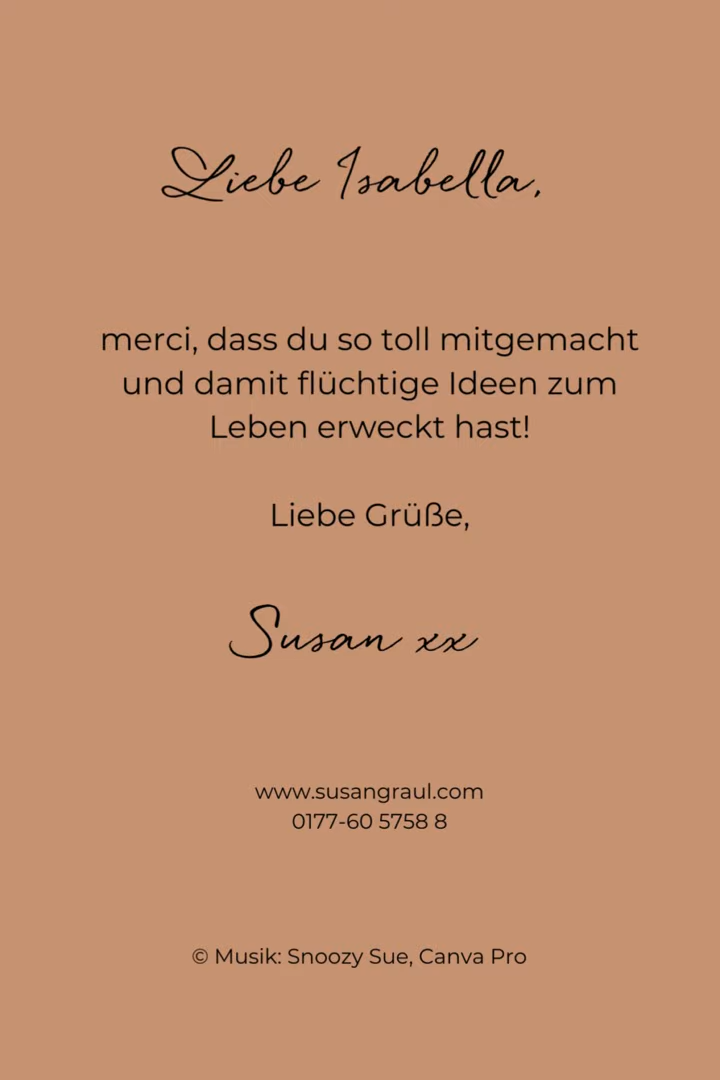 Liebe Isabella,
merci, dass du so toll mitgemacht
und damit flüchtige Ideen zum
Leben erweckt hast!
Liebe Grüße,
Susan xx
www.susangraul.com
0177-60 5758 8
© Musik: Snoozy Sue, Canva Pro